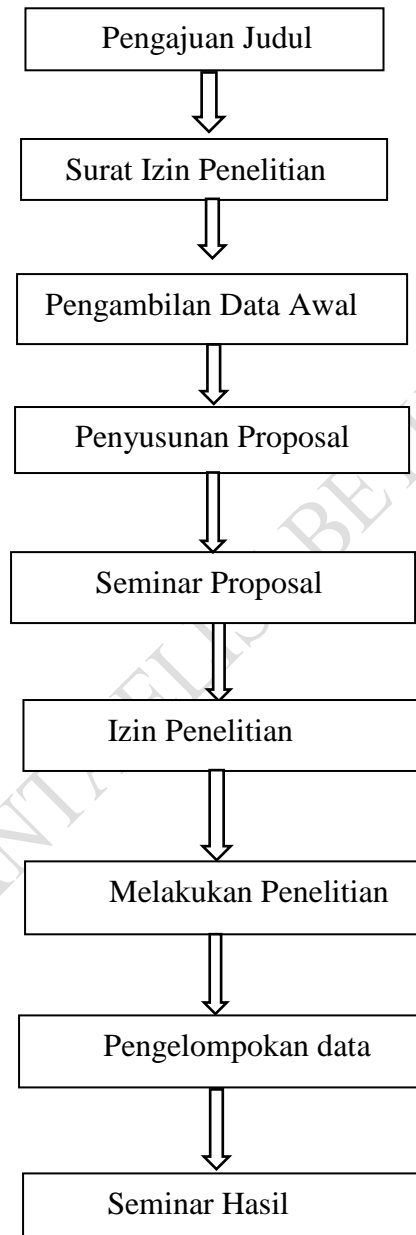 Pengajuan Judul
Surat Izin Penelitian
Pengambilan Data Awal
Penyusunan Proposal
Seminar Proposal
Izin Penelitian
Melakukan Penelitian
Pengelompokan data
Seminar Hasil